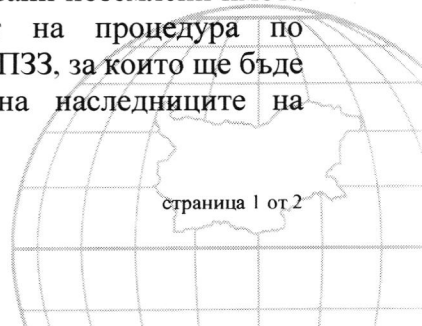 на процедура по
ПЗЗ, за които ще бъде
на наследниците на
страница 1 от 2